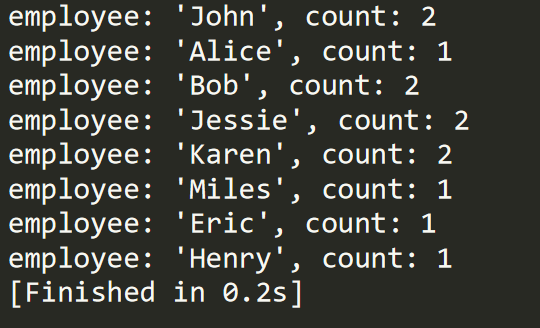 employee: 'John', count: 2
employee: 'Alice', count: 1
employee: 'Bob', count: 2
employee: 'Jessie', count: 2
employee: 'Karen', count: 2
employee: 'Miles', count: 1
employee: 'Eric', count: 1
employee: 'Henry', count: 1
[Finished in 0.2s]